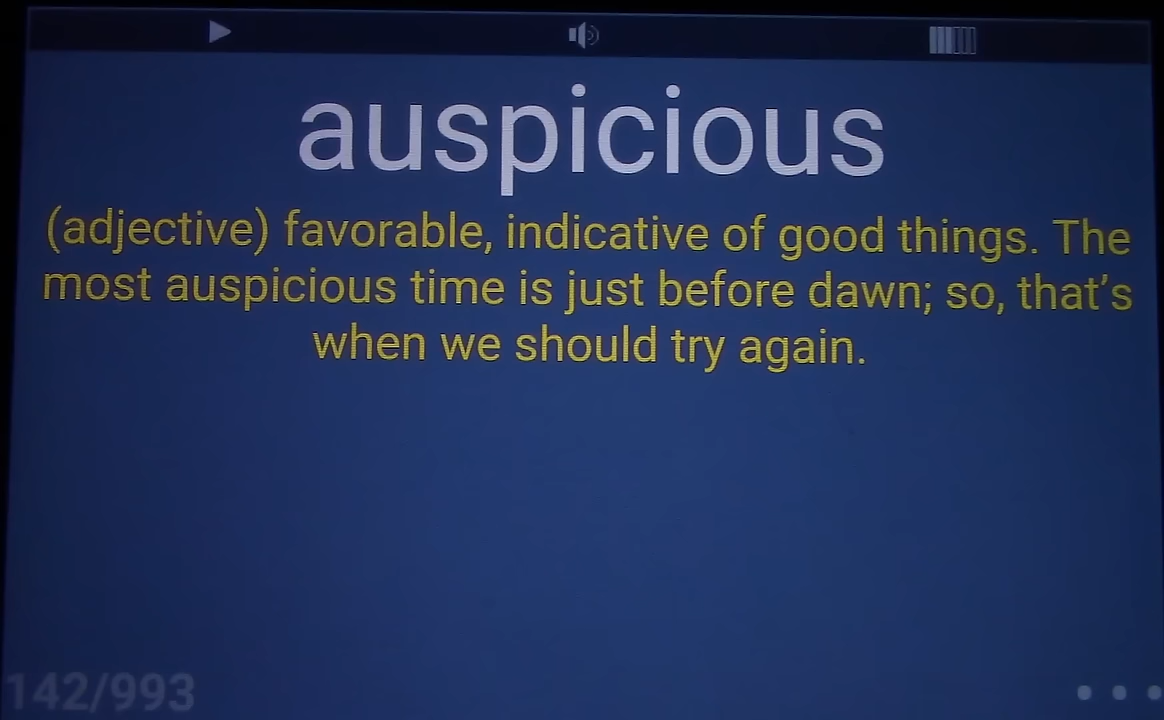 auspicious
(adjective) favorable, indicative of good things. The
most auspicious time is just before dawn; so, that's
when we should try again.
142/993